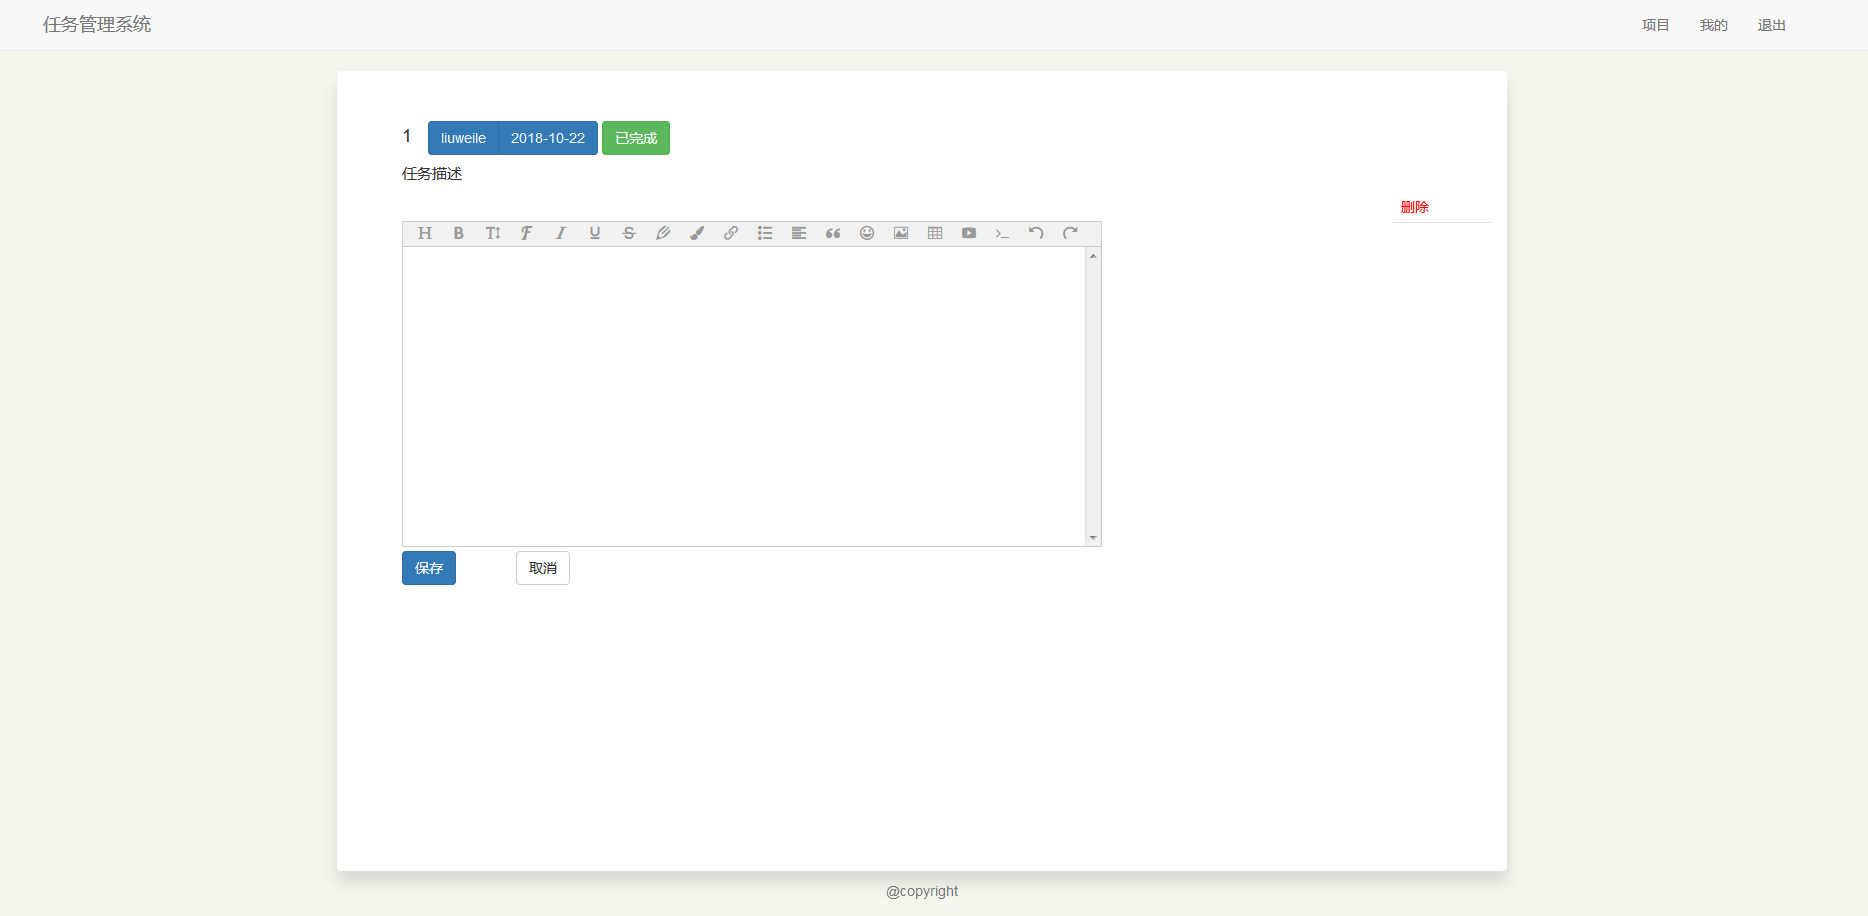 任务管理系统 项目 我的 退出
1 liuweile 2018-10-22 已完成
任务描述
删除
保存 取消
@copyright